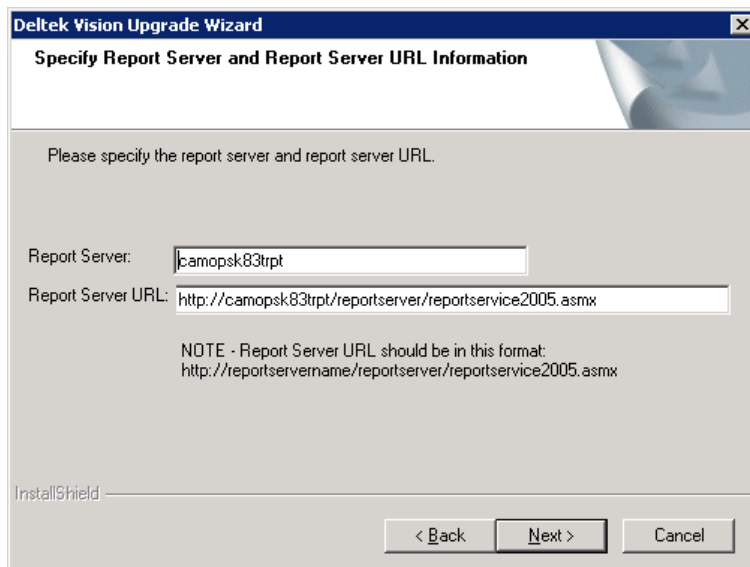 Deltek Vision Upgrade Wizard
Specify Report Server and Report Server URL Information
Please specify the report server and report server URL.
Report Server: camopsk83trpt
Report Server URL: http://camopsk83trpt/reportserver/reportservice2005.asmx
NOTE - Report Server URL should be in this format:
http://reportservername/reportserver/reportservice2005.asmx
InstallShield
< Back Next > Cancel